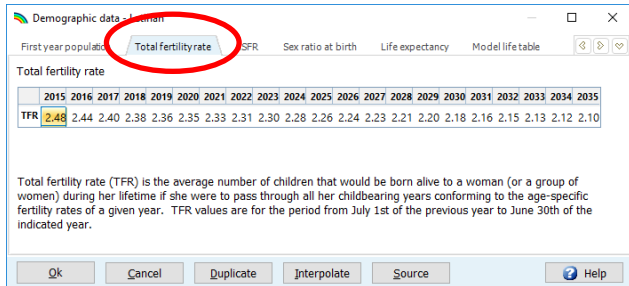 Demographic data -
First year Total fertility rate SFR Sex ratio at birth Life expectancy Model life table
Total fertility rate
2015 2016 2017 2018 2019 2020 2021 2022 2023 2024 2025 2026 2027 2028 2029 2030 2031 2032 2033 2034 2035
TFR 2.48 2.44 2.40 2.38 2.36 2.35 2.33 2.31 2.30 2.28 2.26 2.24 2.23 2.21 2.20 2.18 2.16 2.15 2.13 2.12 2.10
Total fertility rate (TFR) is the average number of children that would be born alive to a woman (or a group of
women) during her lifetime if she were to pass through all her childbearing years conforming to the age-specific
fertility rates of a given year. TFR values are for the period from July 1st of the previous year to June 30th of the
indicated year.
Ok Cancel Duplicate Interpolate Source Help